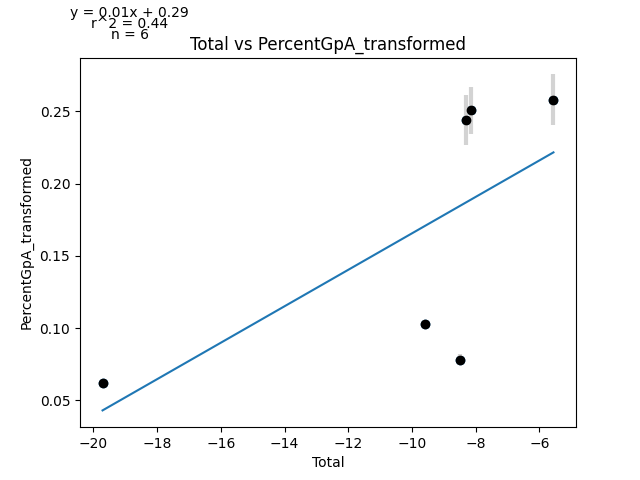 y = 0.01x + 0.29
r^2 = 0.44
n = 6
Total vs PercentGpA_transformed
PercentGpA_transformed
0.25
0.20
0.15
0.10
0.05
−20 −18 −16 −14 −12 −10 −8 −6
Total